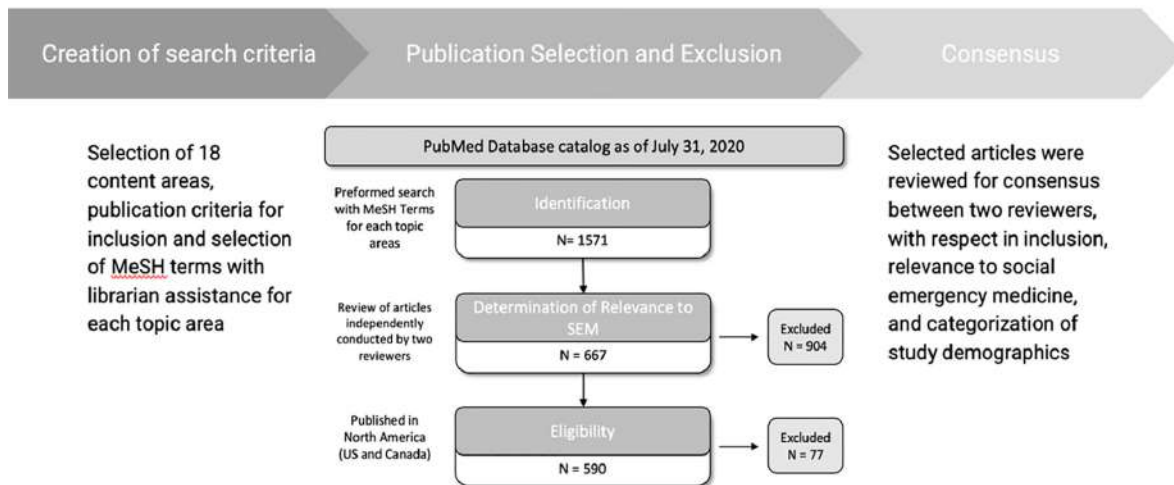 Creation of search criteria
Publication Selection and Exclusion
Consensus
Selection of 18
content areas,
publication criteria for
inclusion and selection
of MeSH terms with
librarian assistance for
each topic area
PubMed Database catalog as of July 31, 2020
Preformed search
with MeSH Terms
for each topic
areas
Identification
N= 1571
Review of articles
independently
conducted by two
reviewers
Determination of Relevance to
SEM
N = 667
Excluded
N = 904
Published in
North America
(US and Canada)
Eligibility
N = 590
Excluded
N = 77
Selected articles were
reviewed for consensus
between two reviewers,
with respect in inclusion,
relevance to social
emergency medicine,
and categorization of
study demographics